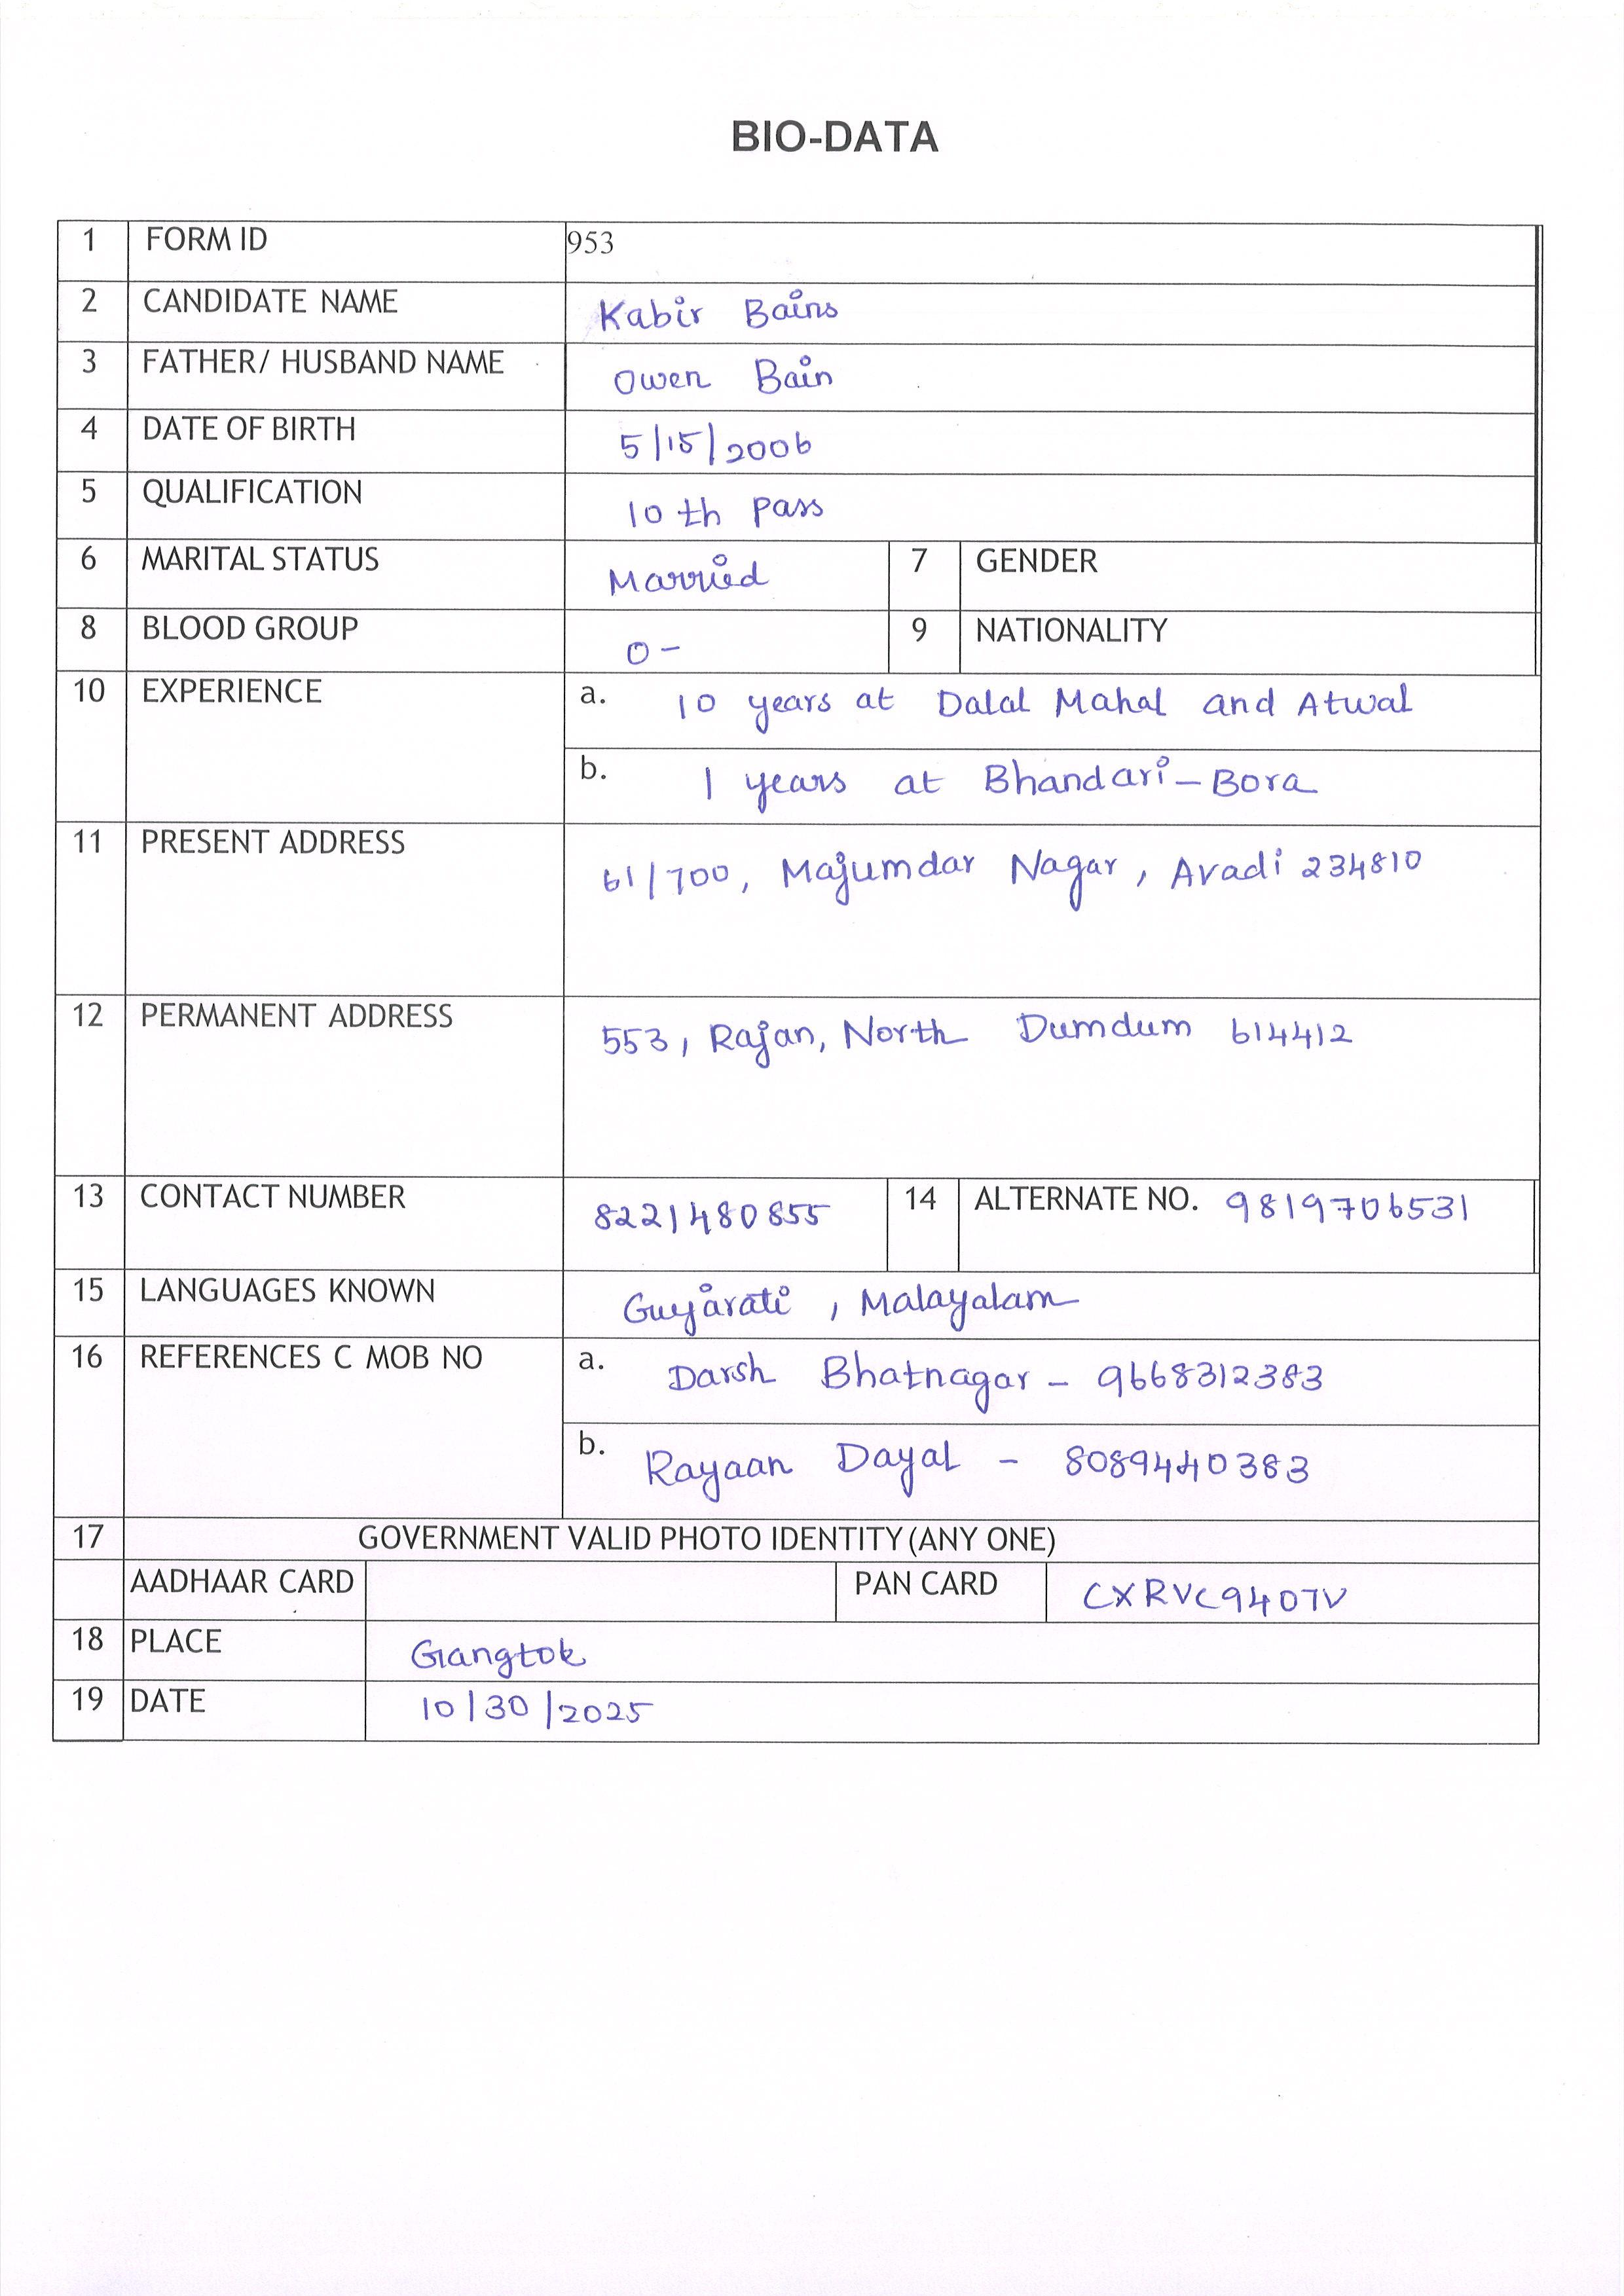 BIO-DATA
1 FORM ID 953
2 CANDIDATE NAME Kabir Bains
3 FATHER/ HUSBAND NAME Owen Bain
4 DATE OF BIRTH 5/15/2006
5 QUALIFICATION 10 th pass
6 MARITAL STATUS Married 7 GENDER
8 BLOOD GROUP O- 9 NATIONALITY
10 EXPERIENCE a. 10 years at Dalal Mahal and Atwal
b. 1 years at Bhandari-Bora
11 PRESENT ADDRESS 61/700, Majumdar Nagar, Avadi 234810
12 PERMANENT ADDRESS 553, Rajan, North Dumdum 614412
13 CONTACT NUMBER 8221480855 14 ALTERNATE NO. 9819706531
15 LANGUAGES KNOWN Gujarati, Malayalam
16 REFERENCES C MOB NO a. Darsh Bhatnagar - 9668312383
b. Rayaan Dayal - 8089440383
17 GOVERNMENT VALID PHOTO IDENTITY (ANY ONE)
AADHAAR CARD PAN CARD CXRVC9407V
18 PLACE Gangtok
19 DATE 10/30/2025